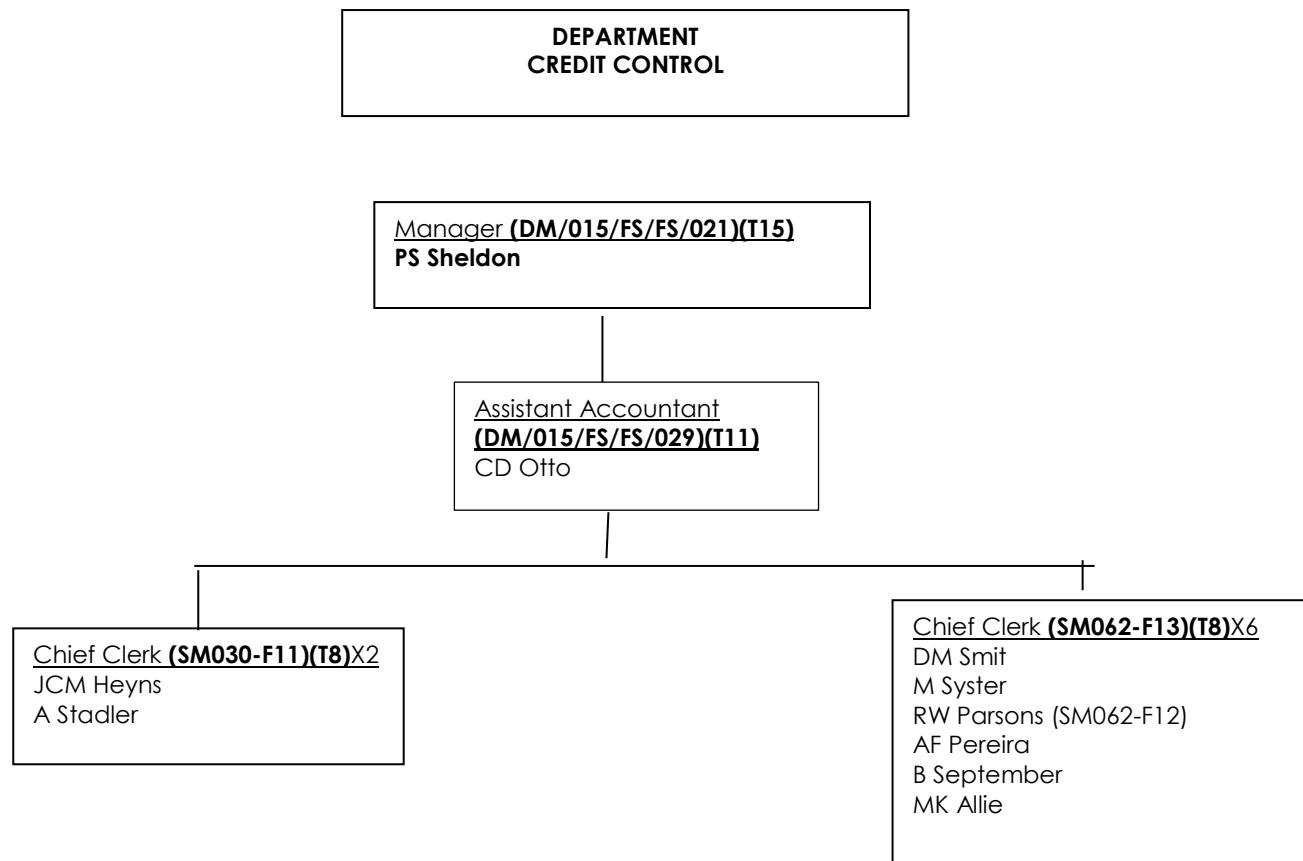 DEPARTMENT
CREDIT CONTROL
Manager (DM/015/FS/FS/021)(T15)
PS Sheldon
Assistant Accountant
(DM/015/FS/FS/029)(T11)
CD Otto
Chief Clerk (SM030-F11)(T8)X2
JCM Heyns
A Stadler
Chief Clerk (SM062-F13)(T8)X6
DM Smit
M Syster
RW Parsons (SM062-F12)
AF Pereira
B September
MK Allie